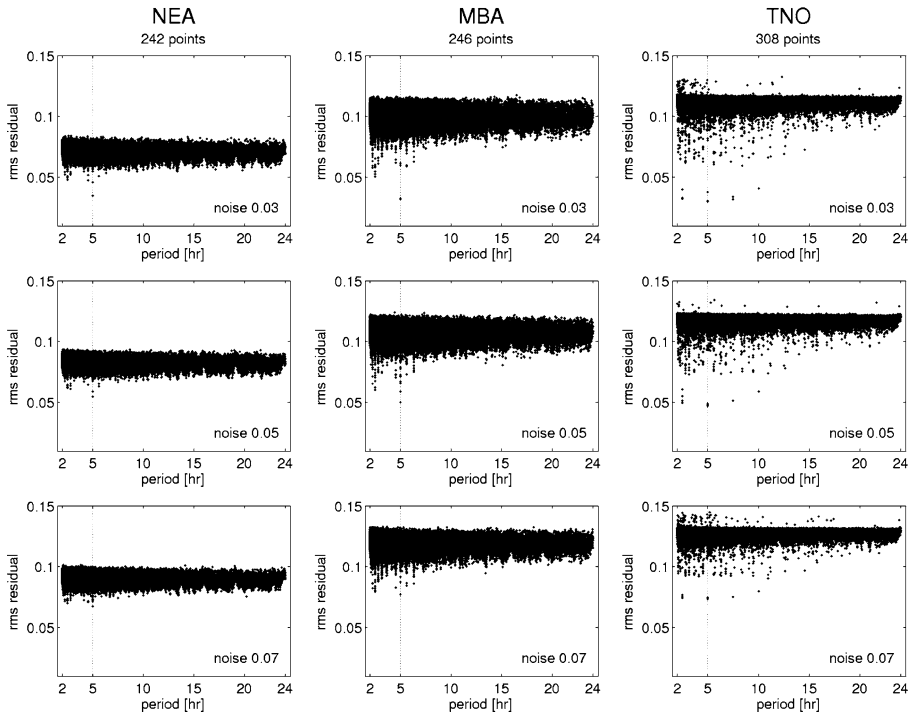 NEA
242 points
MBA
246 points
TNO
308 points
0.15
0.1
0.05
rms residual
noise 0.03
2
5
10
15
20
24
period [hr]
0.15
0.1
0.05
rms residual
noise 0.03
2
5
10
15
20
24
period [hr]
0.15
0.1
0.05
rms residual
noise 0.03
2
5
10
15
20
24
period [hr]
0.15
0.1
0.05
rms residual
noise 0.05
2
5
10
15
20
24
period [hr]
0.15
0.1
0.05
rms residual
noise 0.05
2
5
10
15
20
24
period [hr]
0.15
0.1
0.05
rms residual
noise 0.05
2
5
10
15
20
24
period [hr]
0.15
0.1
0.05
rms residual
noise 0.07
2
5
10
15
20
24
period [hr]
0.15
0.1
0.05
rms residual
noise 0.07
2
5
10
15
20
24
period [hr]
0.15
0.1
0.05
rms residual
noise 0.07
2
5
10
15
20
24
period [hr]